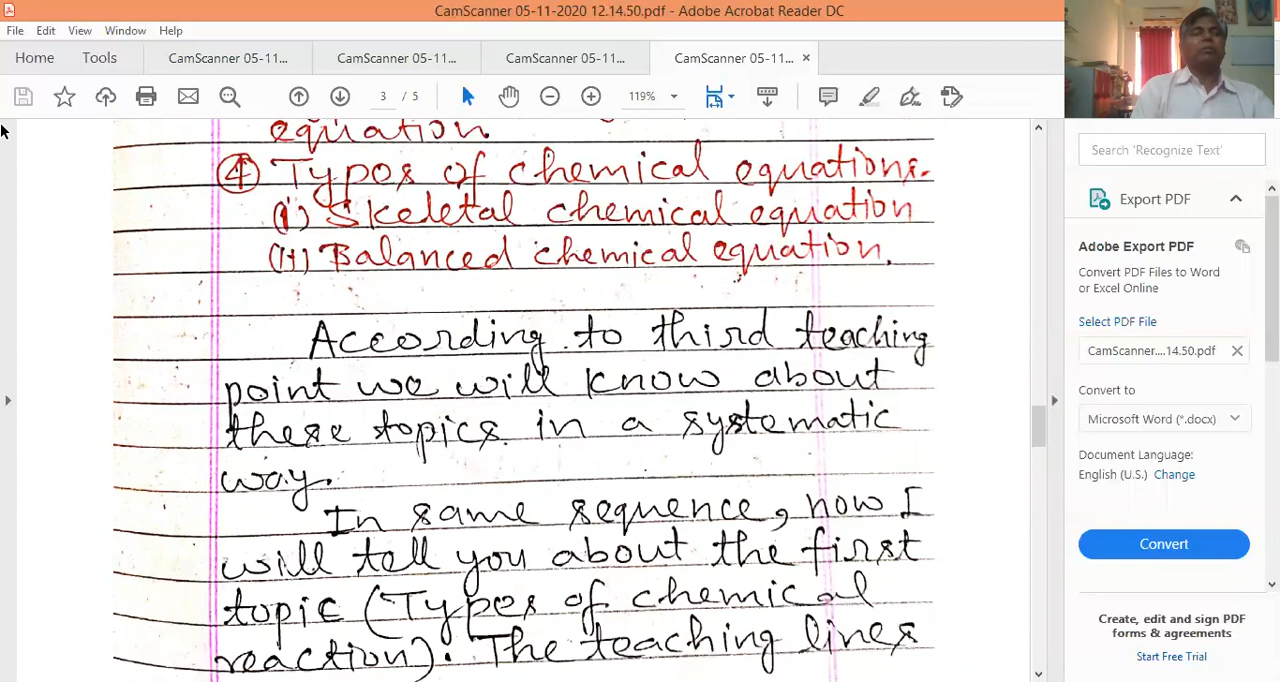 CamScanner 05-11-2020 12.14.50.pdf - Adobe Acrobat Reader DC
File Edit View Window Help
Home Tools CamScanner 05-11... CamScanner 05-11... CamScanner 05-11... CamScanner 05-11... ×
3 / 5 119%
equation.
④ Types of chemical equations.
(i) Skeletal chemical equation
(ii) Balanced chemical equation.
According to third teaching
point we will know about
these topics in a systematic
way.
In same sequence, now I
will tell you about the first
topic (Types of chemical
reaction). The teaching lines
Search 'Recognize Text'
Export PDF
Adobe Export PDF
Convert PDF Files to Word
or Excel Online
Select PDF File
CamScanner....14.50.pdf ×
Convert to
Microsoft Word (*.docx)
Document Language:
English (U.S.) Change
Convert
Create, edit and sign PDF
forms & agreements
Start Free Trial